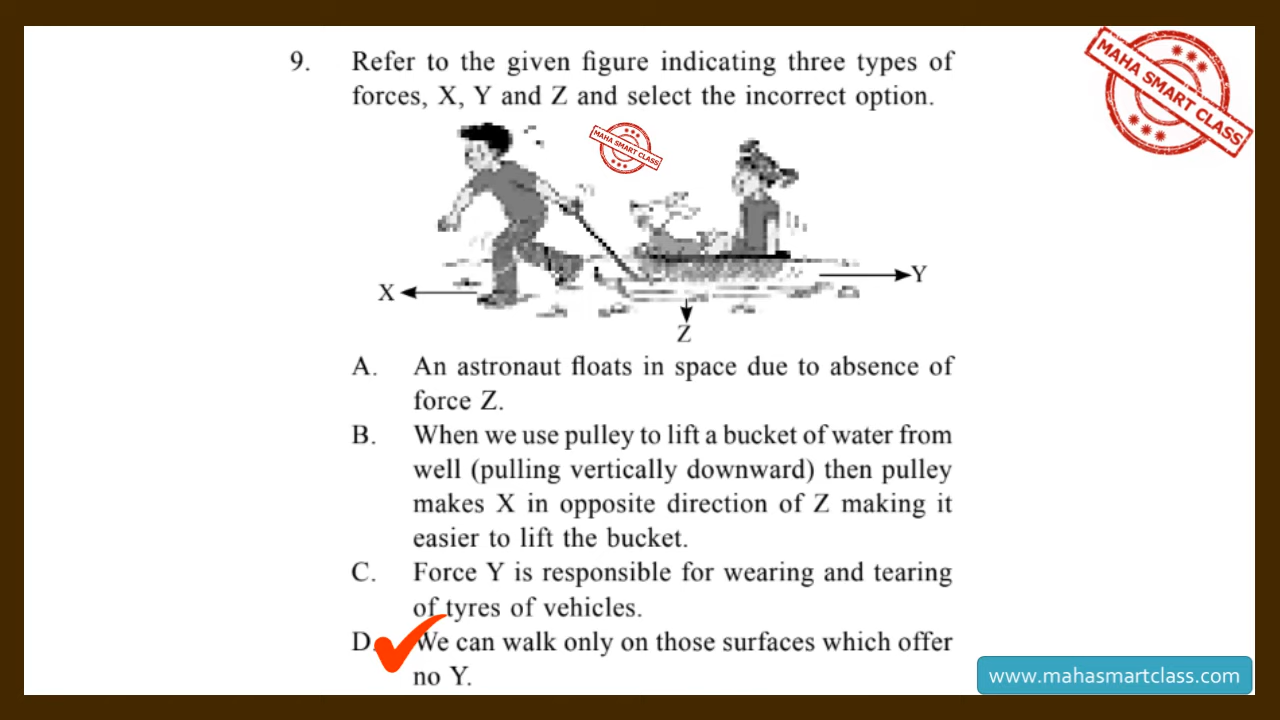 9. Refer to the given figure indicating three types of
forces, X, Y and Z and select the incorrect option.
MAHA SMART CLASS
MAHA SMART CLASS
X
Y
Z
A. An astronaut floats in space due to absence of
force Z.
B. When we use pulley to lift a bucket of water from
well (pulling vertically downward) then pulley
makes X in opposite direction of Z making it
easier to lift the bucket.
C. Force Y is responsible for wearing and tearing
of tyres of vehicles.
D. We can walk only on those surfaces which offer
no Y.
www.mahasmartclass.com